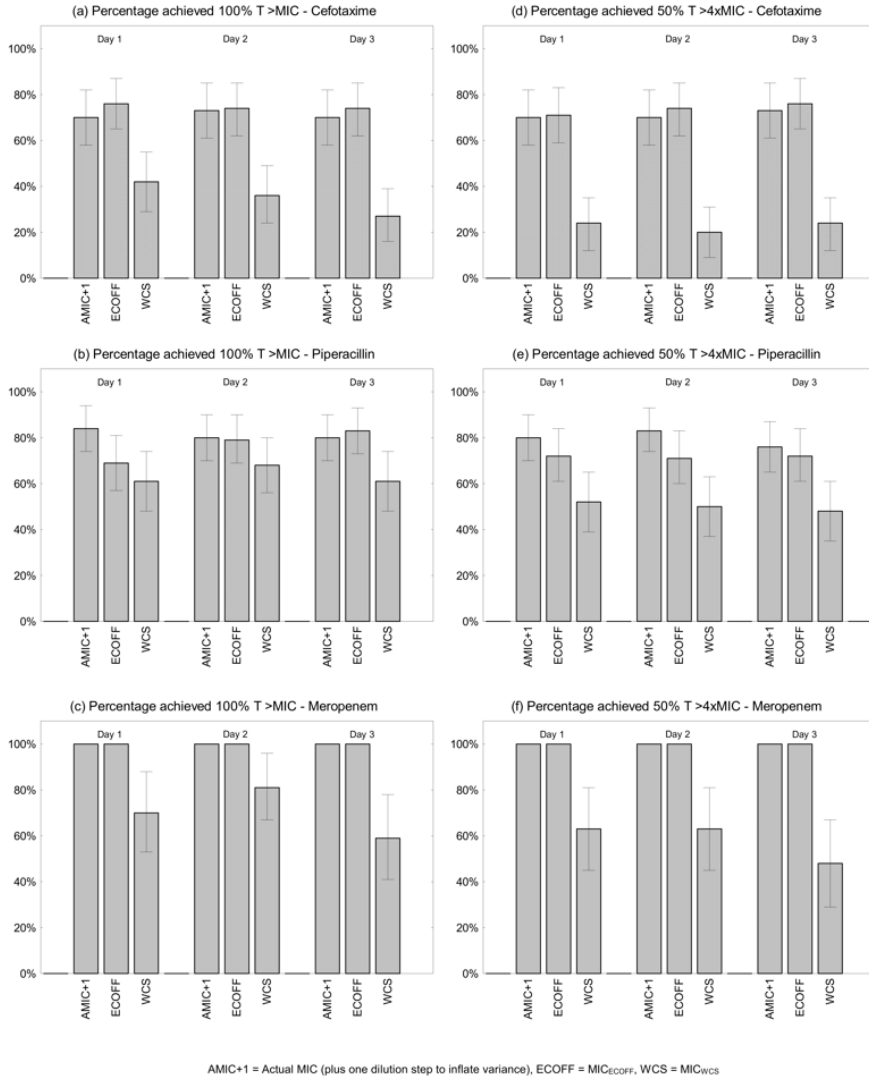 (a) Percentage achieved 100% T >MIC - Cefotaxime
Day 1 Day 2 Day 3
100%
80%
60%
40%
20%
0%
AMIC+1 ECOFF WCS AMIC+1 ECOFF WCS AMIC+1 ECOFF WCS
(d) Percentage achieved 50% T >4xMIC - Cefotaxime
Day 1 Day 2 Day 3
100%
80%
60%
40%
20%
0%
AMIC+1 ECOFF WCS AMIC+1 ECOFF WCS AMIC+1 ECOFF WCS
(b) Percentage achieved 100% T >MIC - Piperacillin
Day 1 Day 2 Day 3
100%
80%
60%
40%
20%
0%
AMIC+1 ECOFF WCS AMIC+1 ECOFF WCS AMIC+1 ECOFF WCS
(e) Percentage achieved 50% T >4xMIC - Piperacillin
Day 1 Day 2 Day 3
100%
80%
60%
40%
20%
0%
AMIC+1 ECOFF WCS AMIC+1 ECOFF WCS AMIC+1 ECOFF WCS
(c) Percentage achieved 100% T >MIC - Meropenem
Day 1 Day 2 Day 3
100%
80%
60%
40%
20%
0%
AMIC+1 ECOFF WCS AMIC+1 ECOFF WCS AMIC+1 ECOFF WCS
(f) Percentage achieved 50% T >4xMIC - Meropenem
Day 1 Day 2 Day 3
100%
80%
60%
40%
20%
0%
AMIC+1 ECOFF WCS AMIC+1 ECOFF WCS AMIC+1 ECOFF WCS
AMIC+1 = Actual MIC (plus one dilution step to inflate variance), ECOFF = MICECOFF, WCS = MICWCS